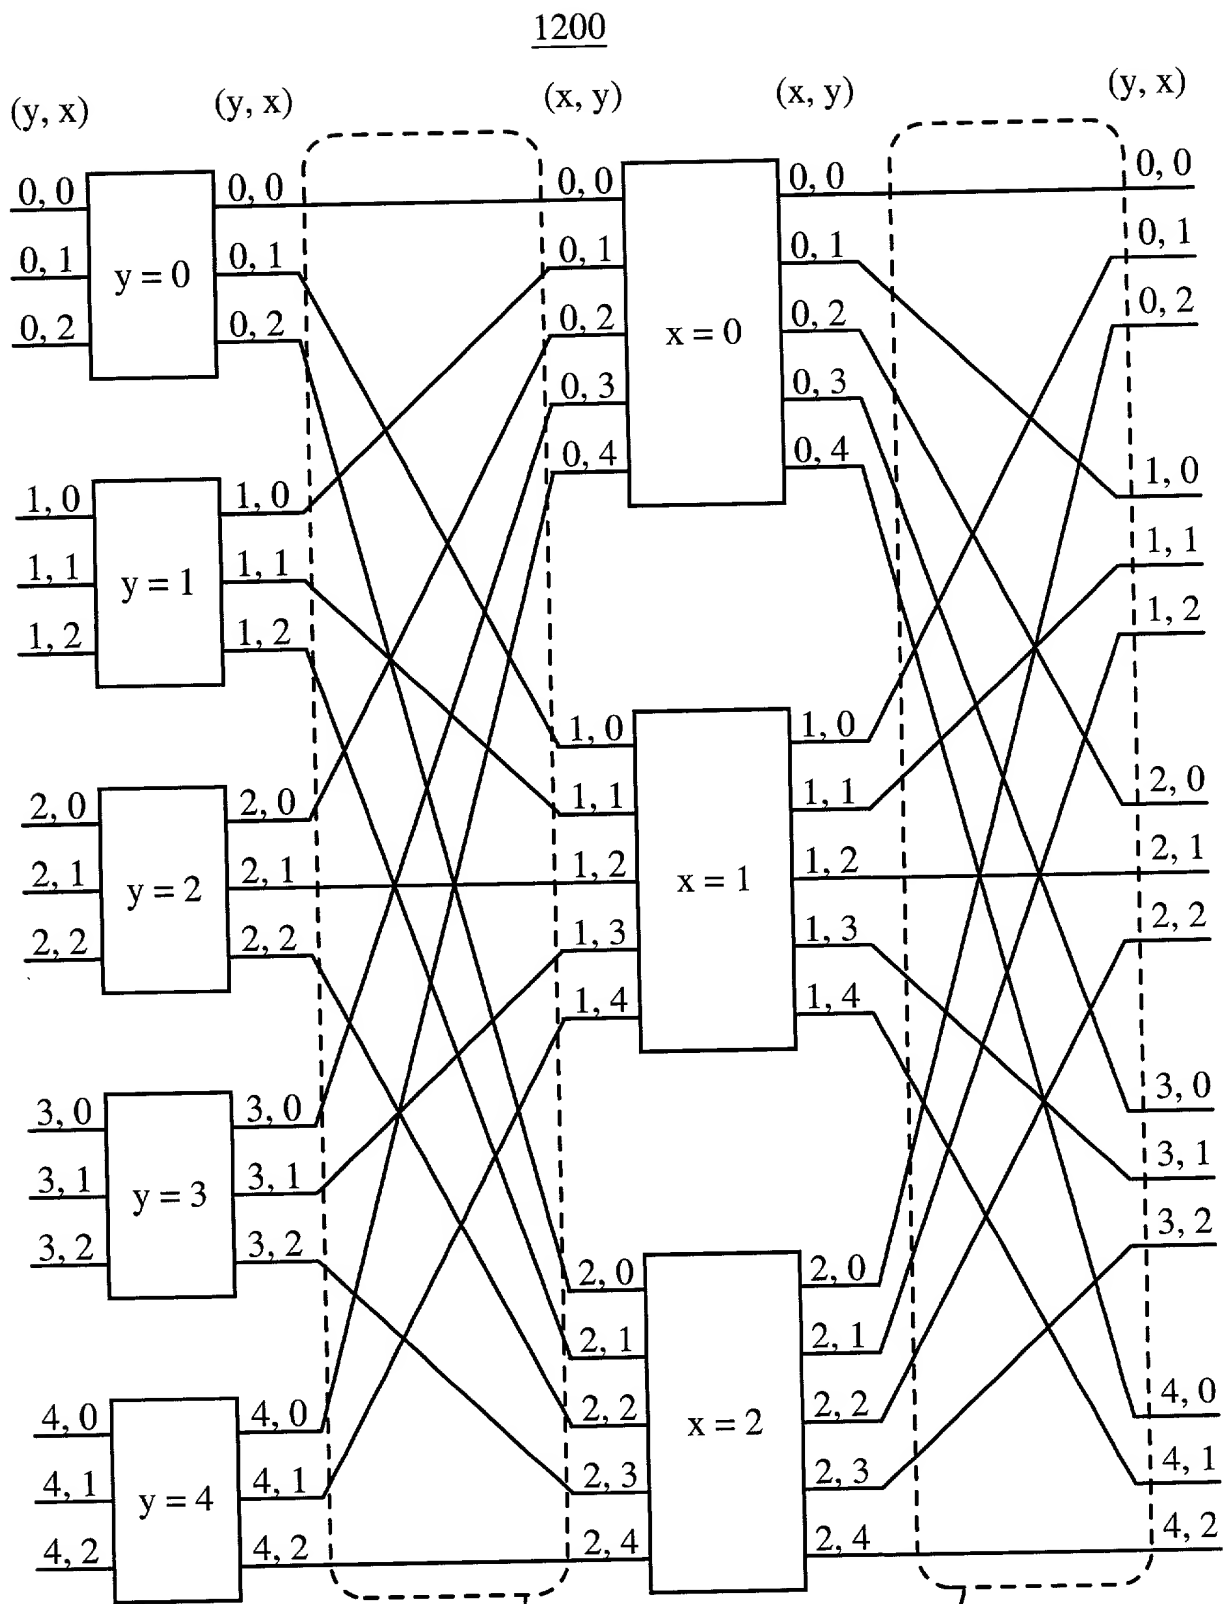 1200
(y, x) (y, x) (x, y) (x, y) (y, x)
0, 0 0, 0 0, 0 0, 0 0, 0
0, 1 y = 0 0, 1 0, 1 0, 1 0, 1
0, 2 0, 2 0, 2 x = 0 0, 2 0, 2
0, 3 0, 3
0, 4 0, 4
1, 0 1, 0 1, 0
1, 1 y = 1 1, 1 1, 1
1, 2 1, 2 1, 2
1, 0 1, 0
2, 0 2, 0 1, 1 1, 1 2, 0
2, 1 y = 2 2, 1 1, 2 x = 1 1, 2 2, 1
2, 2 2, 2 1, 3 1, 3 2, 2
1, 4 1, 4
3, 0 3, 0 3, 0
3, 1 y = 3 3, 1 3, 1
3, 2 3, 2 3, 2
2, 0 2, 0
2, 1 2, 1
4, 0 4, 0 2, 2 x = 2 2, 2 4, 0
4, 1 y = 4 4, 1 2, 3 2, 3 4, 1
4, 2 4, 2 2, 4 2, 4 4, 2